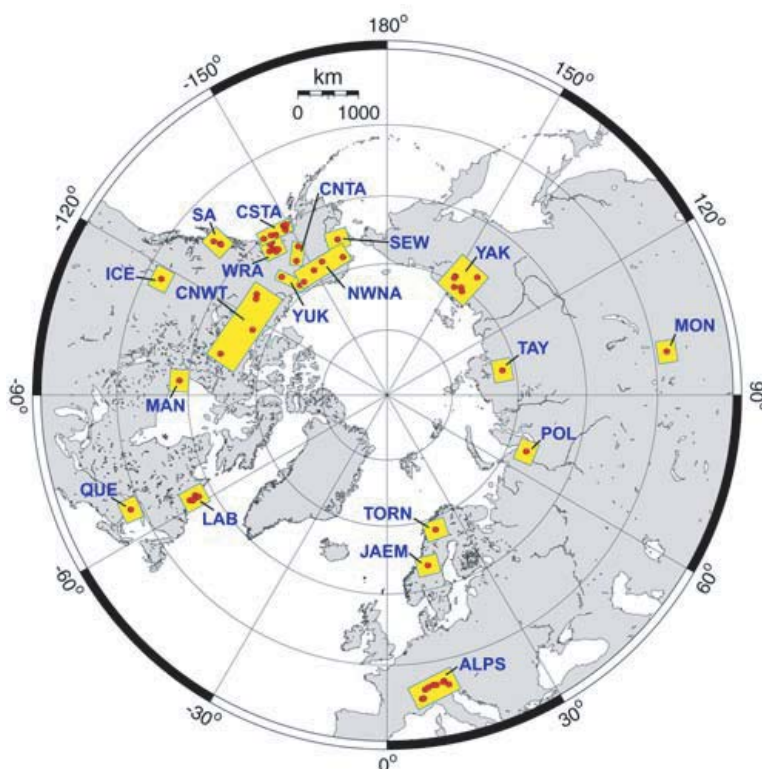 180°
-150°
150°
km
0 1000
CNTA
-120°
120°
SA
CSTA
SEW
YAK
ICE
WRA
CNWT
NWNA
YUK
MON
TAY
-90°
90°
MAN
POL
QUE
LAB
TORN
JAEM
-60°
60°
ALPS
-30°
30°
0°